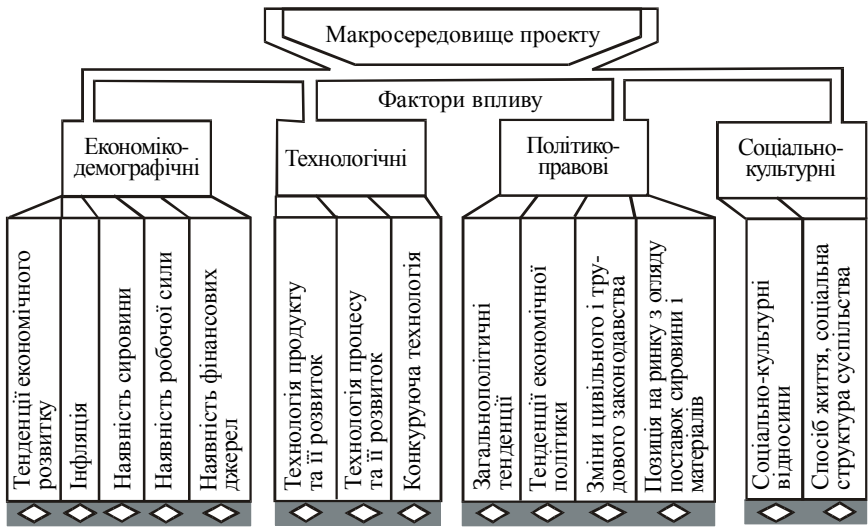 Макросередовище проекту
Фактори впливу
Економіко-
демографічні
Технологічні
Політико-
правові
Соціально-
культурні
Тенденції економічного
розвитку
Інфляція
Наявність сировини
Наявність робочої сили
Наявність фінансових
джерел
Технологія продукту
та її розвиток
Технологія процесу
та її розвиток
Конкуруюча технологія
Загальнополітичні
тенденції
Тенденції економічної
політики
Зміни цивільного і тру-
дового законодавства
Позиція на ринку з огляду
поставок сировини і
матеріалів
Соціально-культурні
відносини
Спосіб життя, соціальна
структура суспільства